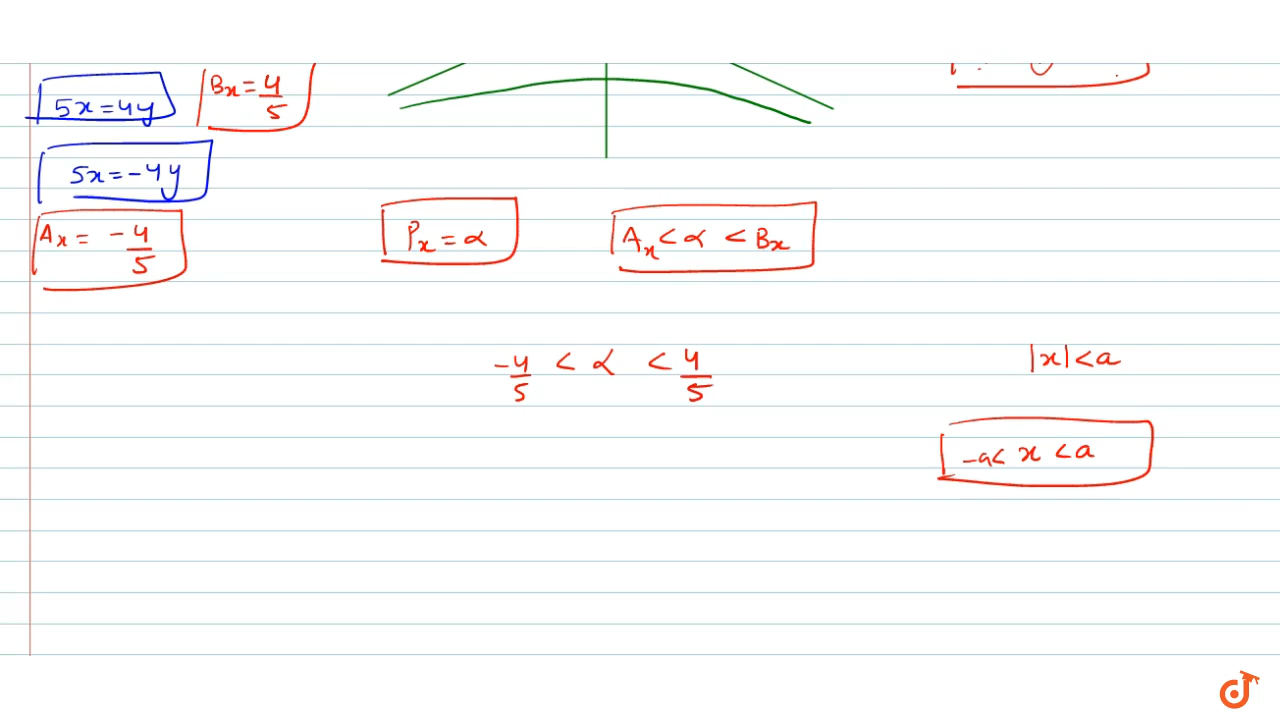 5x = 4y
Bx = 4/5
5x = -4y
Ax = -4/5
Px = α
Ax < α < Bx
-4/5 < α < 4/5
|x| < a
-a < x < a